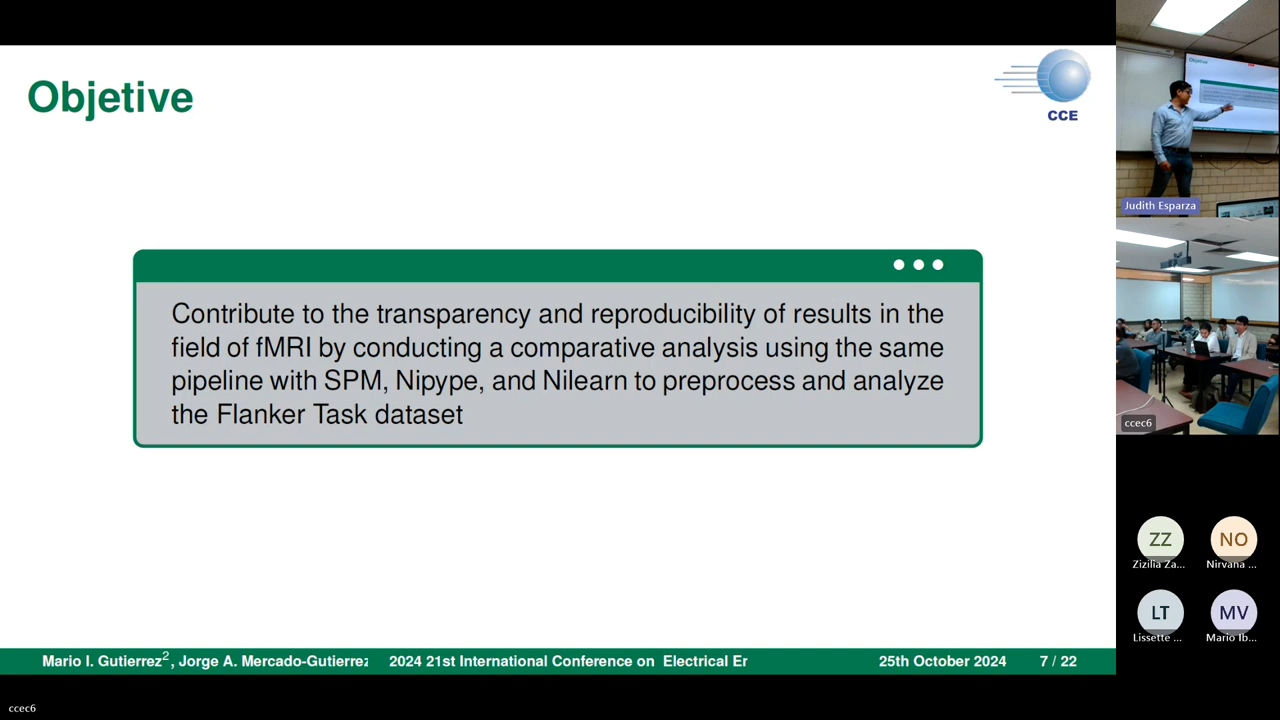 Objetive
CCE
Contribute to the transparency and reproducibility of results in the
field of fMRI by conducting a comparative analysis using the same
pipeline with SPM, Nipype, and Nilearn to preprocess and analyze
the Flanker Task dataset
Mario I. Gutierrez², Jorge A. Mercado-Gutierrez
2024 21st International Conference on Electrical Er
25th October 2024
7 / 22
Objetive
Judith Esparza
ccec6
ZZ
Zizilia Za...
NO
Nirvana ...
LT
Lissette ...
MV
Mario Ib...
ccec6